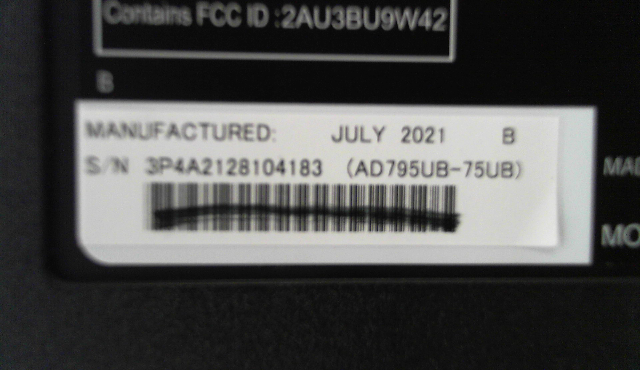 Contains FCC ID :2AU3BU9W42
B
MANUFACTURED: JULY 2021 B
S/N 3P4A2128104183 (AD795UB-75UB)